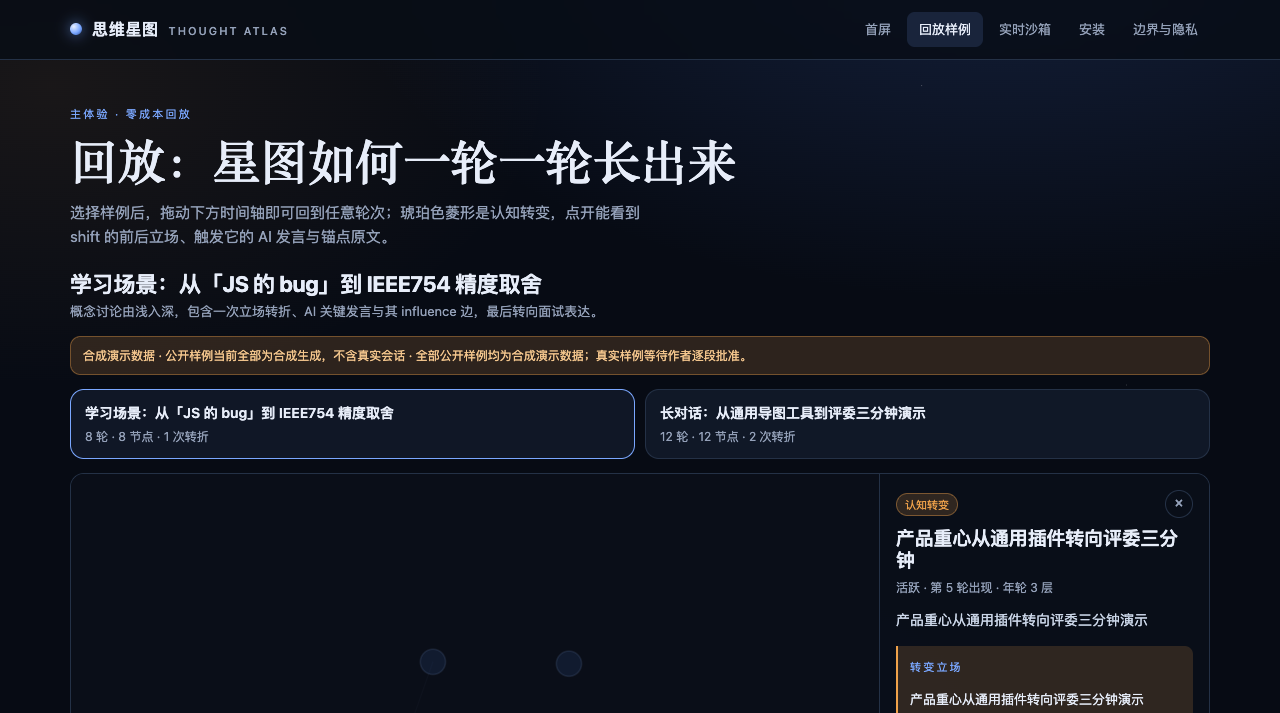 思维星图 THOUGHT ATLAS
首屏 回放样例 实时沙箱 安装 边界与隐私
主体验 · 零成本回放
回放：星图如何一轮一轮长出来
选择样例后，拖动下方时间轴即可回到任意轮次；琥珀色菱形是认知转变，点开能看到
shift 的前后立场、触发它的 AI 发言与锚点原文。
学习场景：从「JS 的 bug」到 IEEE754 精度取舍
概念讨论由浅入深，包含一次立场转折、AI 关键发言与其 influence 边，最后转向面试表达。
合成演示数据 · 公开样例当前全部为合成生成，不含真实会话 · 全部公开样例均为合成演示数据；真实样例等待作者逐段批准。
学习场景：从「JS 的 bug」到 IEEE754 精度取舍
8 轮 · 8 节点 · 1 次转折
长对话：从通用导图工具到评委三分钟演示
12 轮 · 12 节点 · 2 次转折
认知转变
×
产品重心从通用插件转向评委三分
钟
活跃 · 第 5 轮出现 · 年轮 3 层
产品重心从通用插件转向评委三分钟演示
转变立场
产品重心从通用插件转向评委三分钟演示